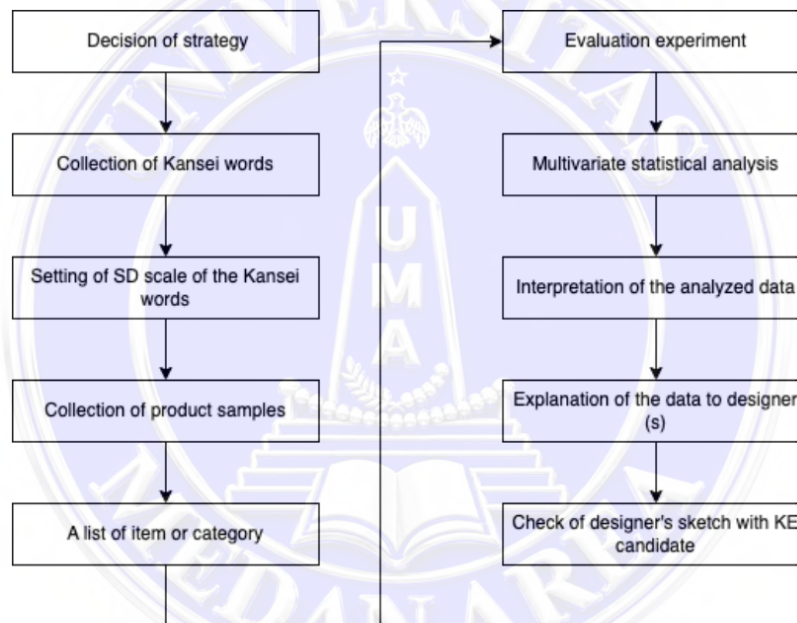 Decision of strategy
Collection of Kansei words
Setting of SD scale of the Kansei
words
Collection of product samples
A list of item or category
Evaluation experiment
Multivariate statistical analysis
Interpretation of the analyzed data
Explanation of the data to designer
(s)
Check of designer's sketch with KE
candidate
UNIVERSITAS
UMA
MEDAN AREA